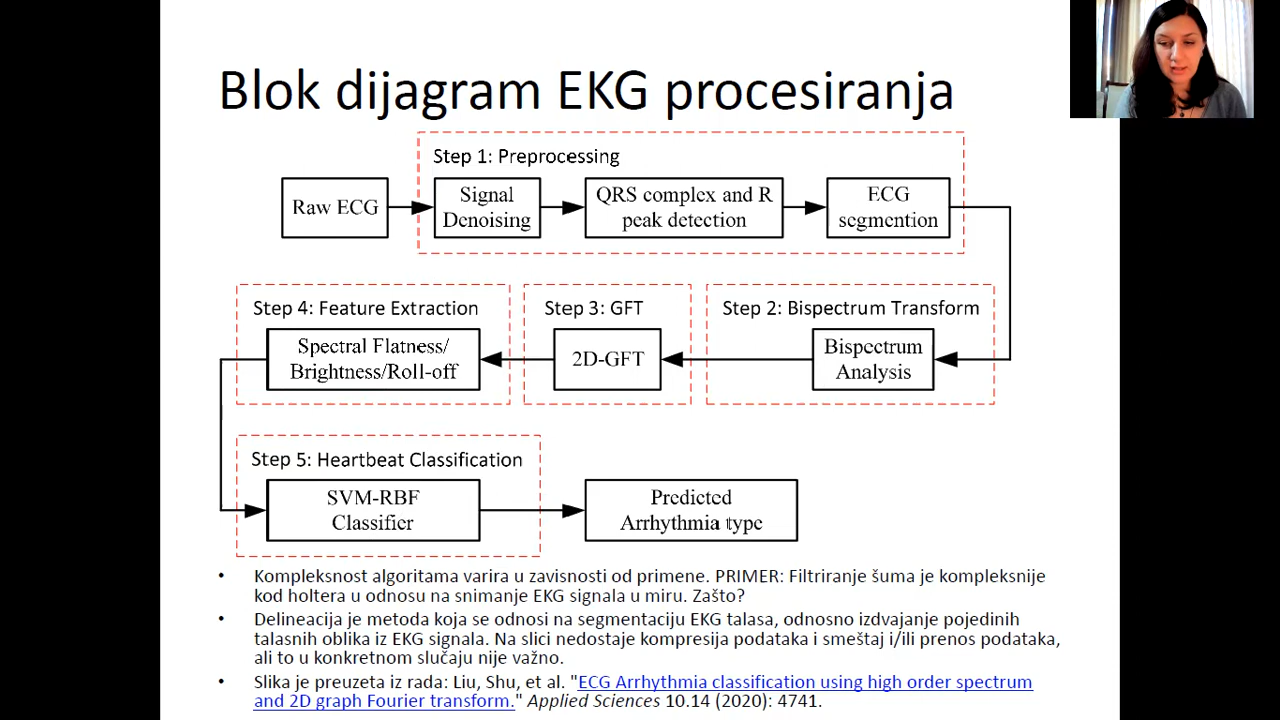 Blok dijagram EKG procesiranja
Step 1: Preprocessing
Raw ECG
Signal
Denoising
QRS complex and R
peak detection
ECG
segmention
Step 2: Bispectrum Transform
Bispectrum
Analysis
Step 3: GFT
2D-GFT
Step 4: Feature Extraction
Spectral Flatness/
Brightness/Roll-off
Step 5: Heartbeat Classification
SVM-RBF
Classifier
Predicted
Arrhythmia type
• Kompleksnost algoritama varira u zavisnosti od primene. PRIMER: Filtriranje šuma je kompleksnije
kod holtera u odnosu na snimanje EKG signala u miru. Zašto?
• Delineacija je metoda koja se odnosi na segmentaciju EKG talasa, odnosno izdvajanje pojedinih
talasnih oblika iz EKG signala. Na slici nedostaje kompresija podataka i smeštaj i/ili prenos podataka,
ali to u konkretnom slučaju nije važno.
• Slika je preuzeta iz rada: Liu, Shu, et al. "ECG Arrhythmia classification using high order spectrum
and 2D graph Fourier transform." Applied Sciences 10.14 (2020): 4741.